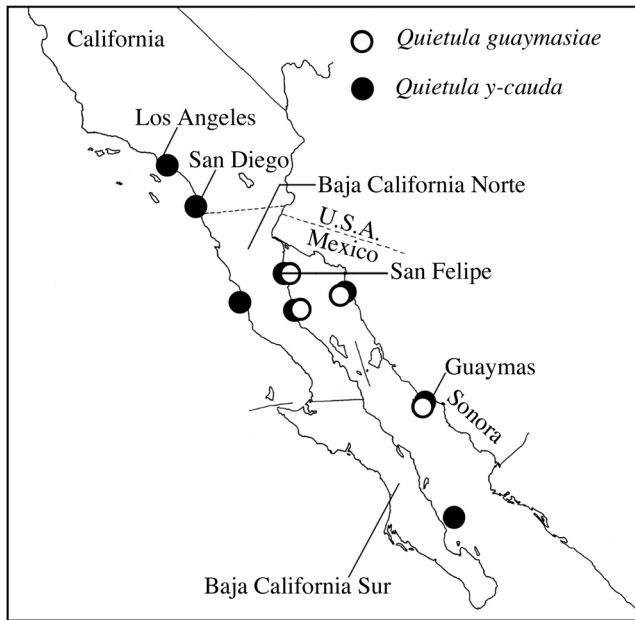 California
Quietula guaymasiae
Quietula y-cauda
Los Angeles
San Diego
Baja California Norte
U.S.A.
Mexico
San Felipe
Guaymas
Sonora
Baja California Sur